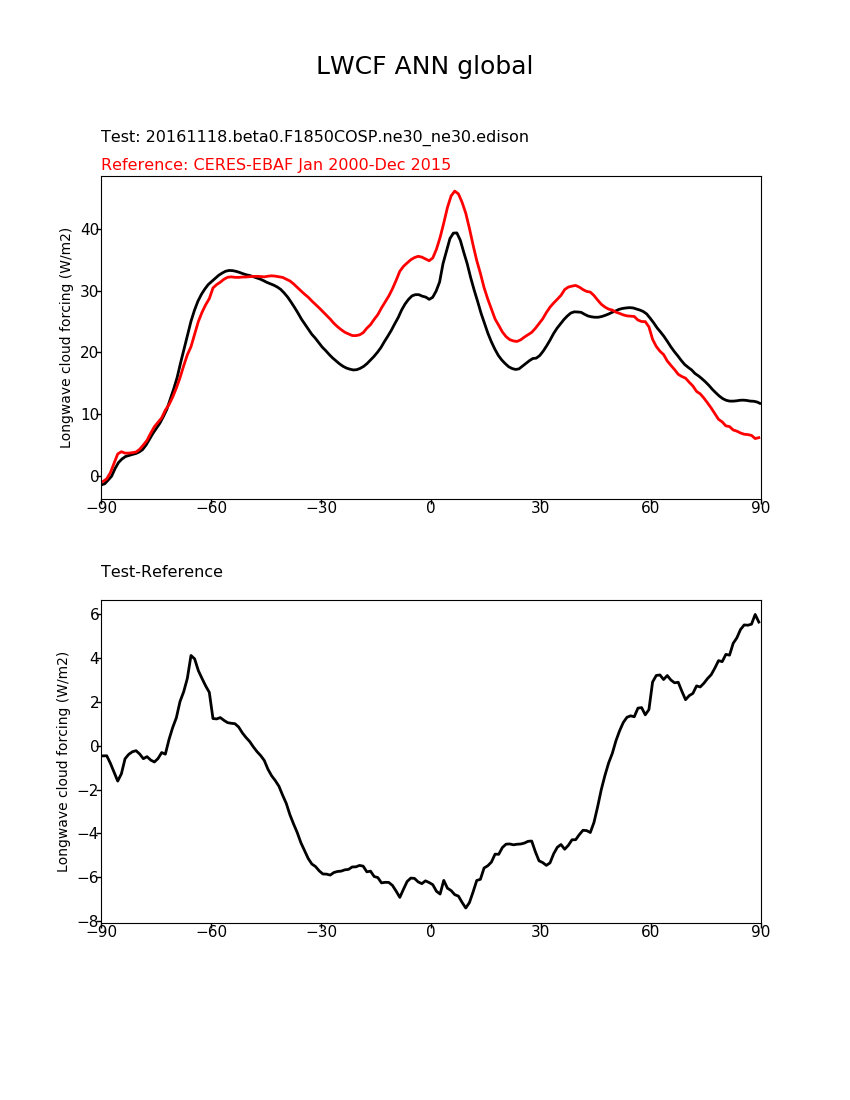 LWCF ANN global
Test: 20161118.beta0.F1850COSP.ne30_ne30.edison
Reference: CERES-EBAF Jan 2000-Dec 2015
Longwave cloud forcing (W/m2)
40
30
20
10
0
−90 −60 −30 0 30 60 90
Test-Reference
Longwave cloud forcing (W/m2)
6
4
2
0
−2
−4
−6
−8
−90 −60 −30 0 30 60 90